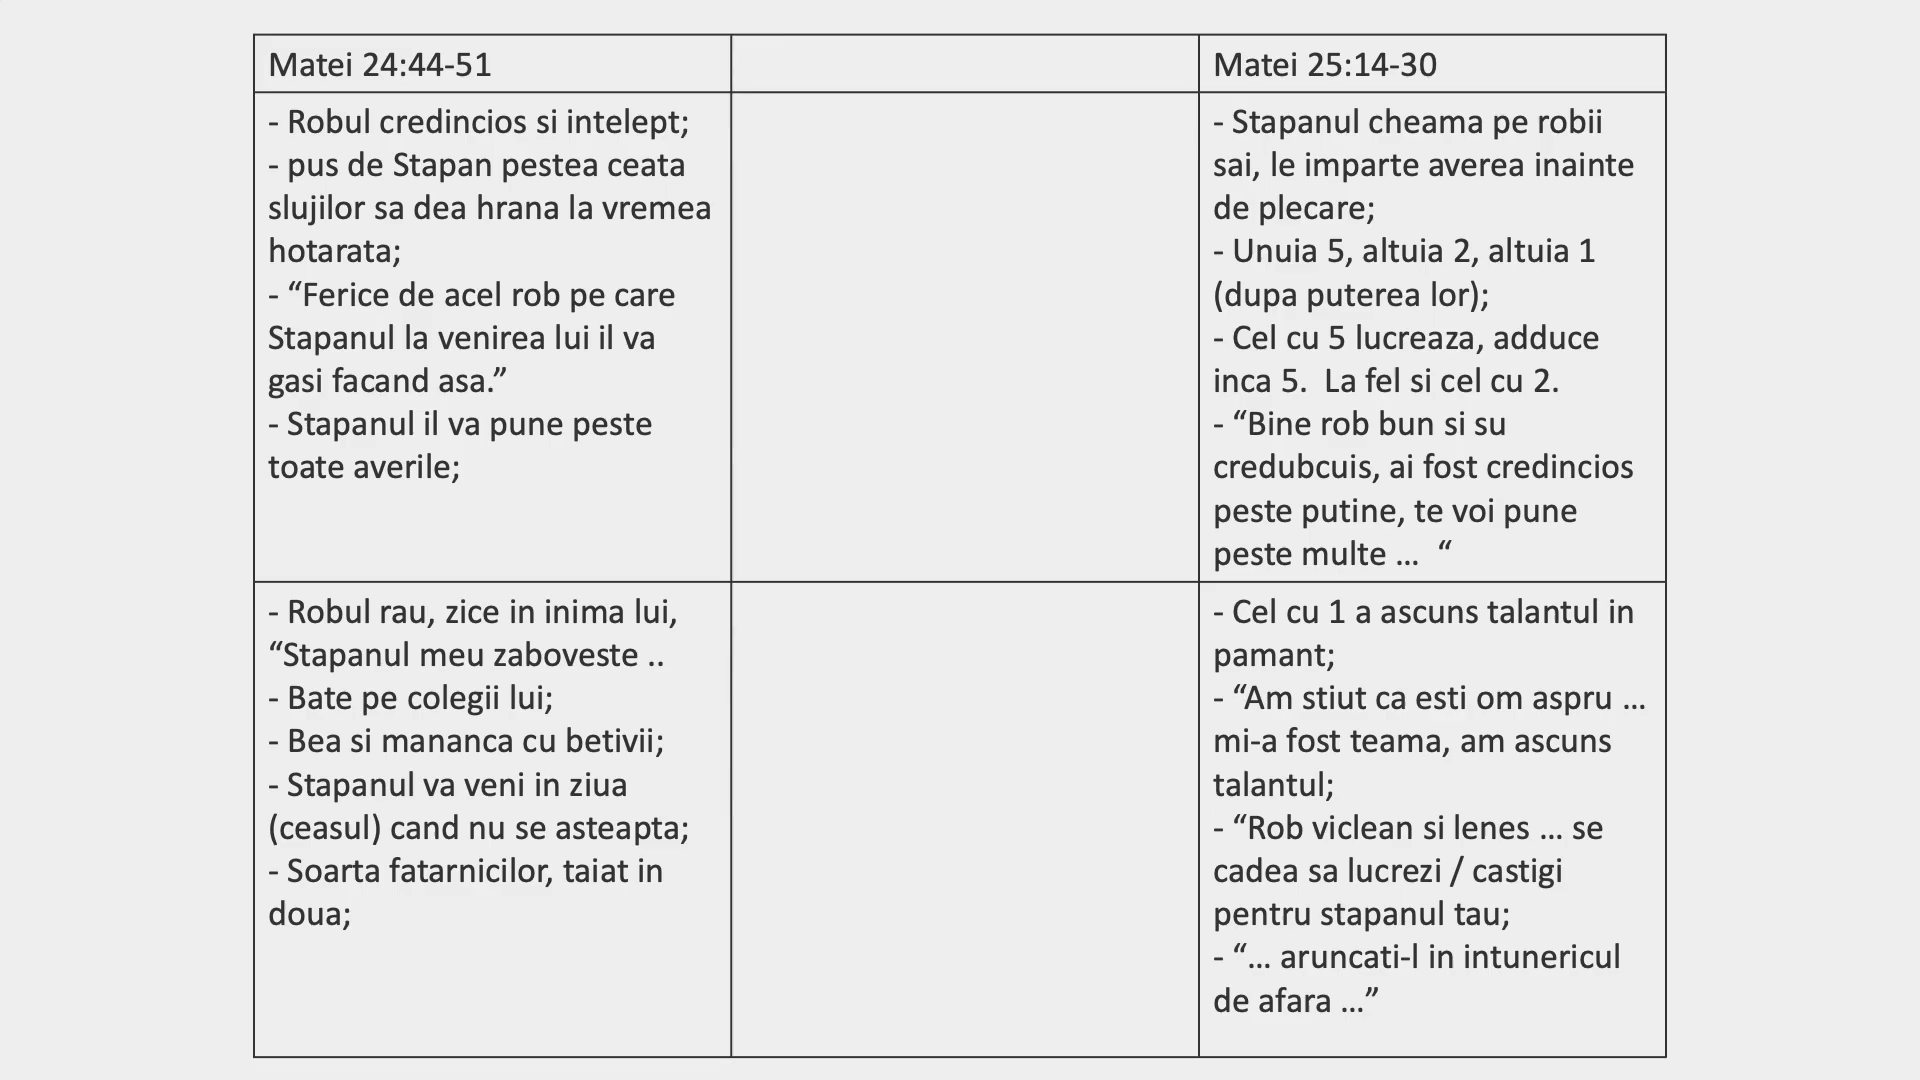 Matei 24:44-51
Matei 25:14-30
- Robul credincios si intelept;
- pus de Stapan pestea ceata
slujilor sa dea hrana la vremea
hotarata;
- “Ferice de acel rob pe care
Stapanul la venirea lui il va
gasi facand asa.”
- Stapanul il va pune peste
toate averile;
- Stapanul cheama pe robii
sai, le imparte averea inainte
de plecare;
- Unuia 5, altuia 2, altuia 1
(dupa puterea lor);
- Cel cu 5 lucreaza, adduce
inca 5.  La fel si cel cu 2.
- “Bine rob bun si su
credubcuis, ai fost credincios
peste putine, te voi pune
peste multe …  “
- Robul rau, zice in inima lui,
“Stapanul meu zaboveste ..
- Bate pe colegii lui;
- Bea si mananca cu betivii;
- Stapanul va veni in ziua
(ceasul) cand nu se asteapta;
- Soarta fatarnicilor, taiat in
doua;
- Cel cu 1 a ascuns talantul in
pamant;
- “Am stiut ca esti om aspru …
mi-a fost teama, am ascuns
talantul;
- “Rob viclean si lenes … se
cadea sa lucrezi / castigi
pentru stapanul tau;
- “… aruncati-l in intunericul
de afara …”